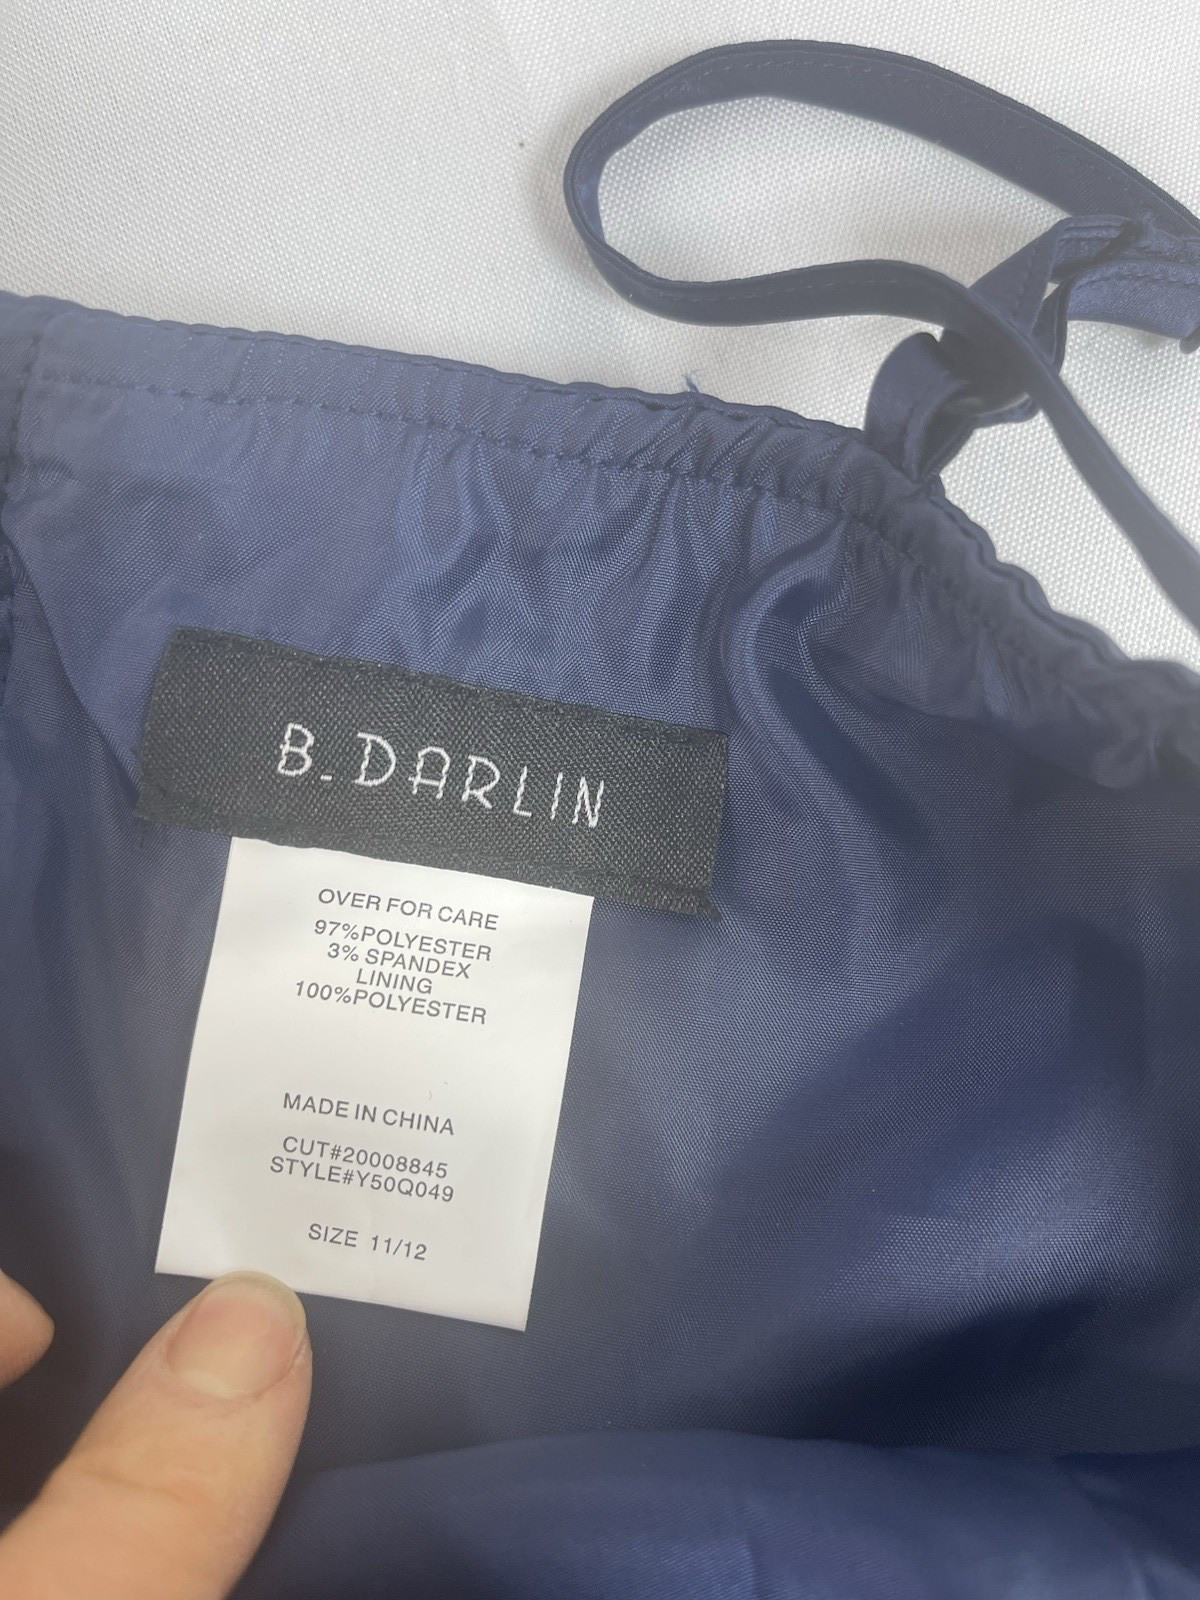 B. DARLIN
OVER FOR CARE
97%POLYESTER
3% SPANDEX
LINING
100%POLYESTER
MADE IN CHINA
CUT#20008845
STYLE#Y50Q049
SIZE 11/12